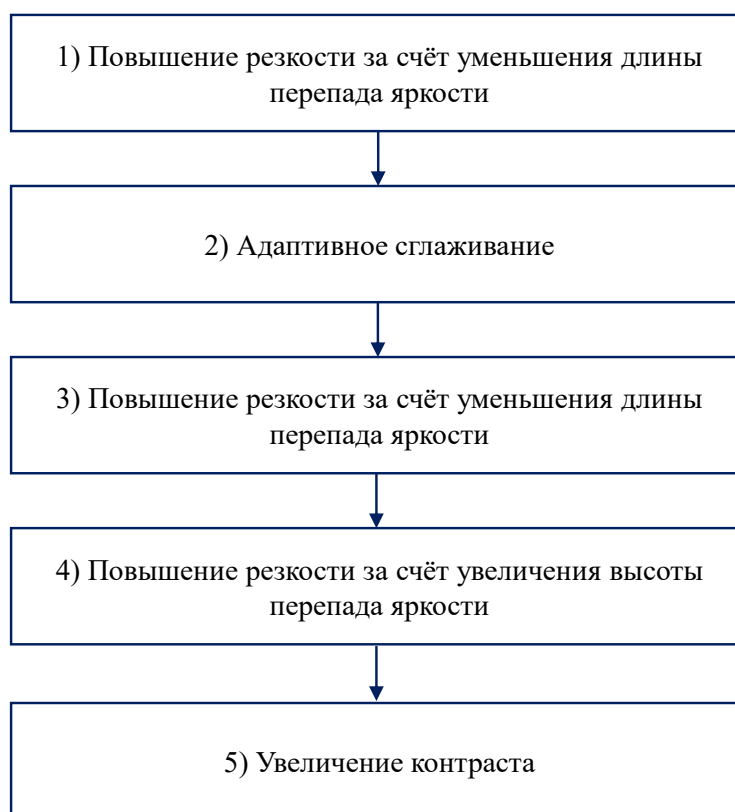 1) Повышение резкости за счёт уменьшения длины
перепада яркости
2) Адаптивное сглаживание
3) Повышение резкости за счёт уменьшения длины
перепада яркости
4) Повышение резкости за счёт увеличения высоты
перепада яркости
5) Увеличение контраста